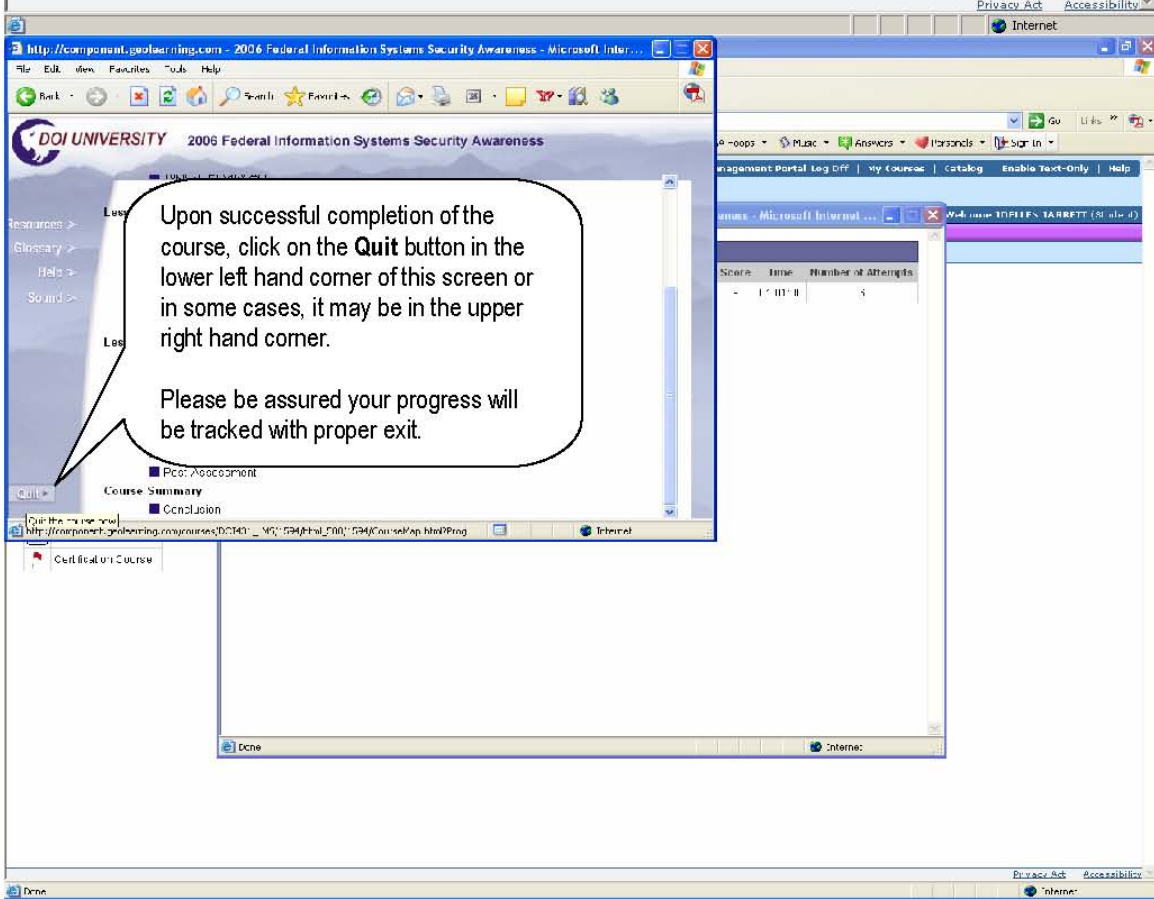 Privacy Act Accessibility
Internet
http://component.geolearning.com - 2006 Federal Information Systems Security Awareness - Microsoft Inter...
File Edit View Favorites Tools Help
Back Search Favorites
Go Links »
DOI UNIVERSITY 2006 Federal Information Systems Security Awareness
Music Answers Personals Sign In
Management Portal Log Off | My Courses | Catalog Enable Text-Only | Help
Microsoft Internet ...
Resources >
Glossary >
Help >
Sound >
Upon successful completion of the
course, click on the Quit button in the
lower left hand corner of this screen or
in some cases, it may be in the upper
right hand corner.
Please be assured your progress will
be tracked with proper exit.
Less
Les
Score Time Number of Attempts
Post Assessment
Course Summary
Conclusion
Quit >
Quit the course now
Internet
Certification Course
Done Internet
Privacy Act Accessibility
Done Internet